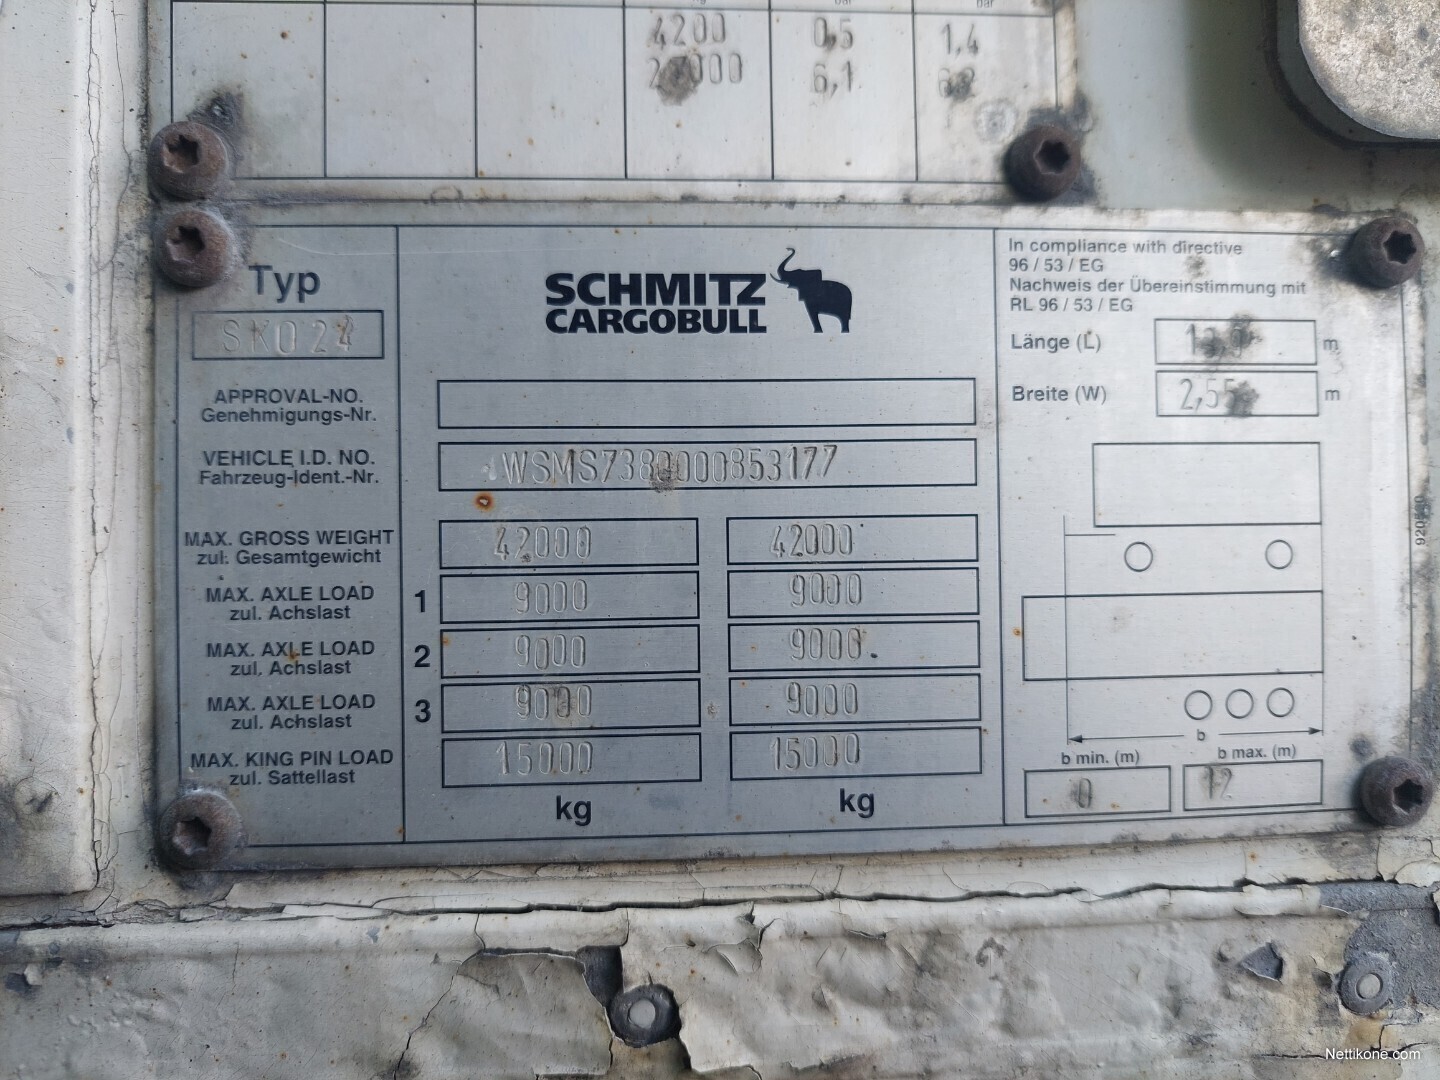 bar
4200 0,5 1,4
6,1
Typ
SKO 24
SCHMITZ
CARGOBULL
In compliance with directive
96 / 53 / EG
Nachweis der Übereinstimmung mit
RL 96 / 53 / EG
Länge (L) m
Breite (W) m
APPROVAL-NO.
Genehmigungs-Nr.
VEHICLE I.D. NO.
Fahrzeug-Ident.-Nr.
WSMS7380000853177
MAX. GROSS WEIGHT
zul. Gesamtgewicht
42000 42000
MAX. AXLE LOAD
zul. Achslast
1 9000 9000
MAX. AXLE LOAD
zul. Achslast
2 9000 9000
MAX. AXLE LOAD
zul. Achslast
3 9000 9000
MAX. KING PIN LOAD
zul. Sattellast
15000 15000
kg kg
b
b min. (m) b max. (m)
0 12
Nettikone.com